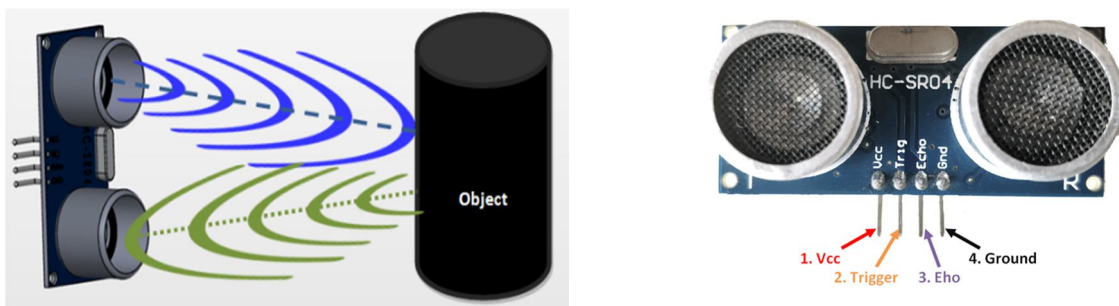 Object
HC-SR04
Vcc
Trig
Echo
Gnd
T
R
1. Vcc
2. Trigger
3. Eho
4. Ground